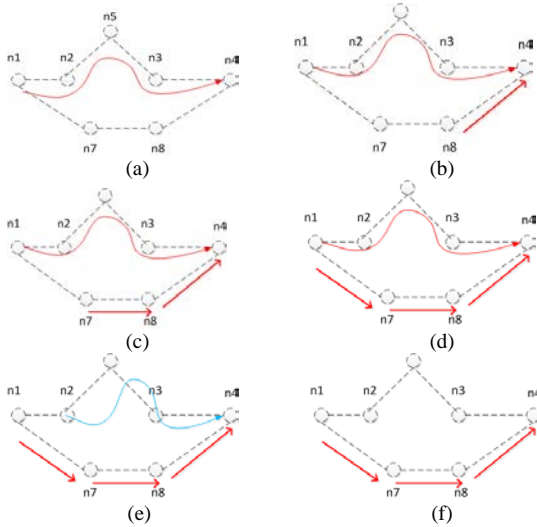 n5
n1 n2 n3 n4
n7 n8
(a)
n1 n2 n3 n4
n7 n8
(b)
n1 n2 n3 n4
n7 n8
(c)
n1 n2 n3 n4
n7 n8
(d)
n1 n2 n3 n4
n7 n8
(e)
n1 n2 n3 n4
n7 n8
(f)